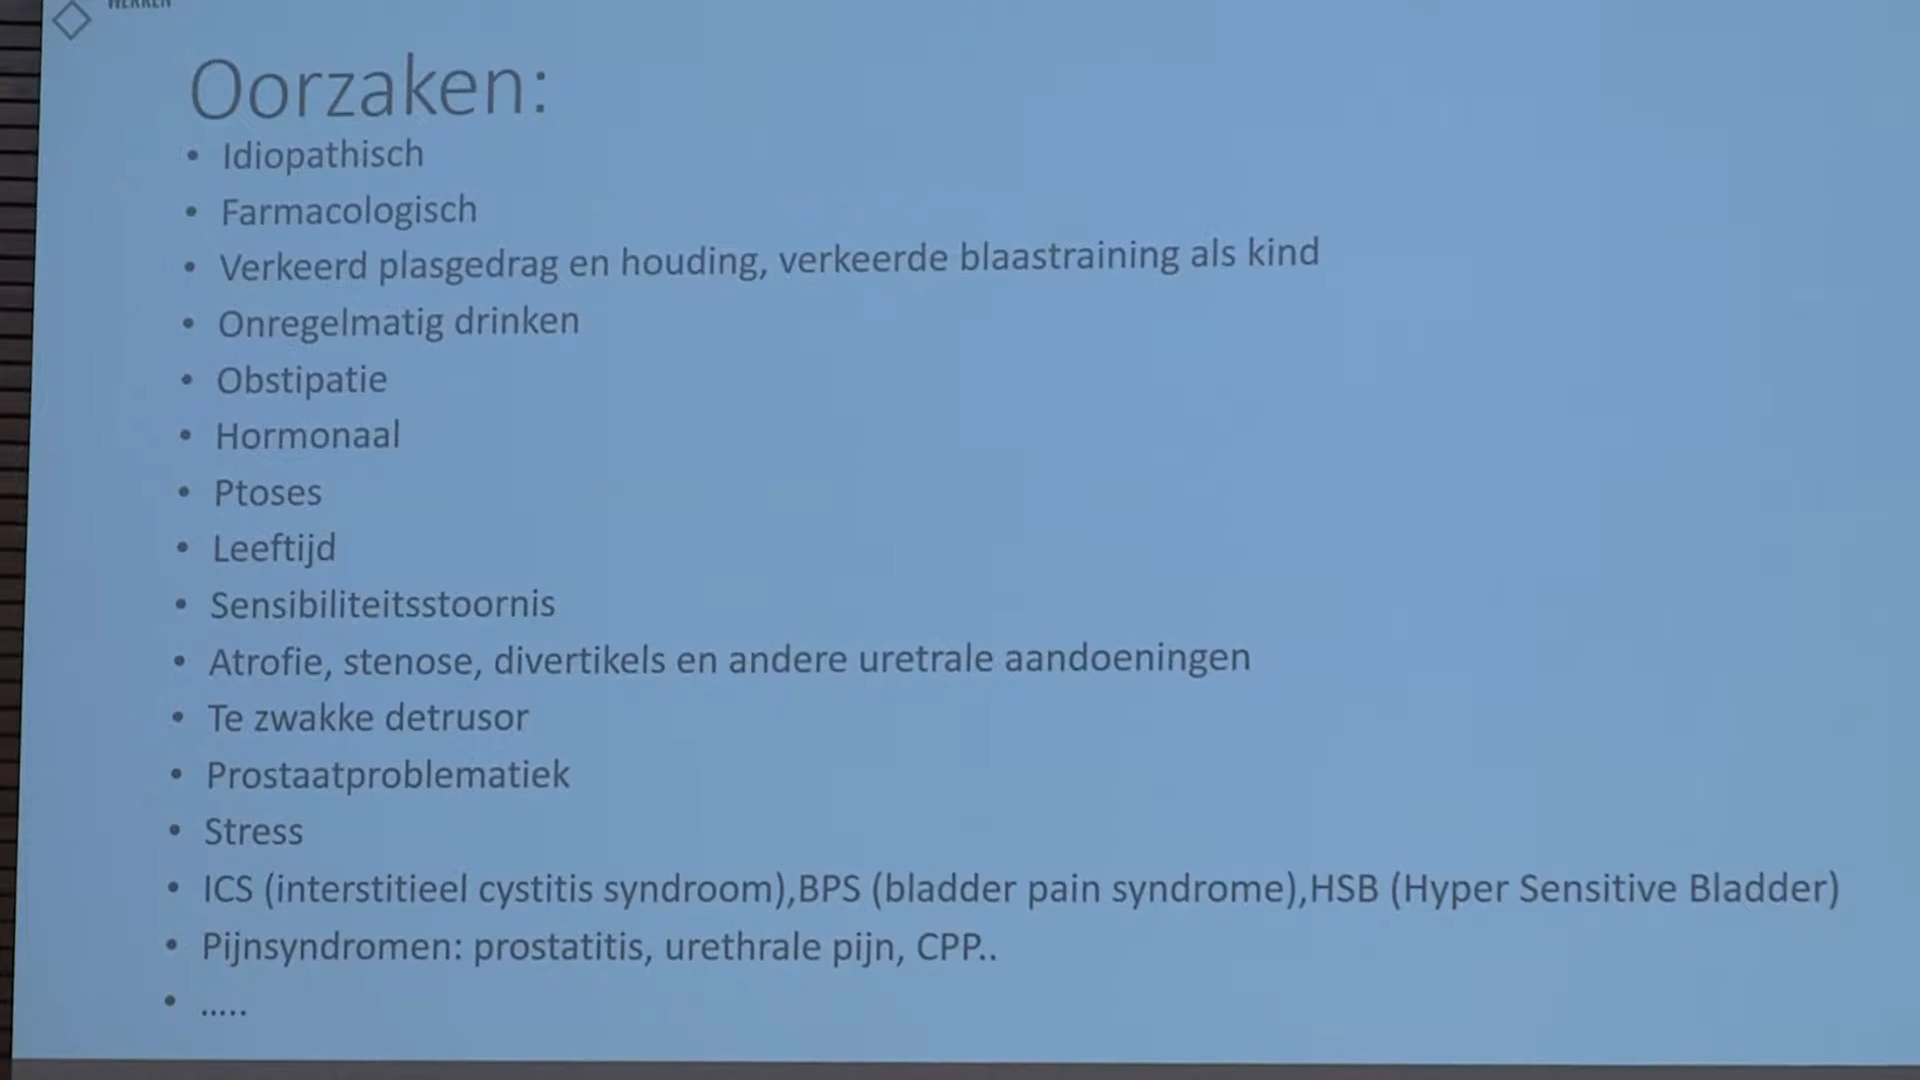 Oorzaken:
• Idiopathisch
• Farmacologisch
• Verkeerd plasgedrag en houding, verkeerde blaastraining als kind
• Onregelmatig drinken
• Obstipatie
• Hormonaal
• Ptoses
• Leeftijd
• Sensibiliteitsstoornis
• Atrofie, stenose, divertikels en andere uretrale aandoeningen
• Te zwakke detrusor
• Prostaatproblematiek
• Stress
• ICS (interstitieel cystitis syndroom),BPS (bladder pain syndrome),HSB (Hyper Sensitive Bladder)
• Pijnsyndromen: prostatitis, urethrale pijn, CPP..
• .....